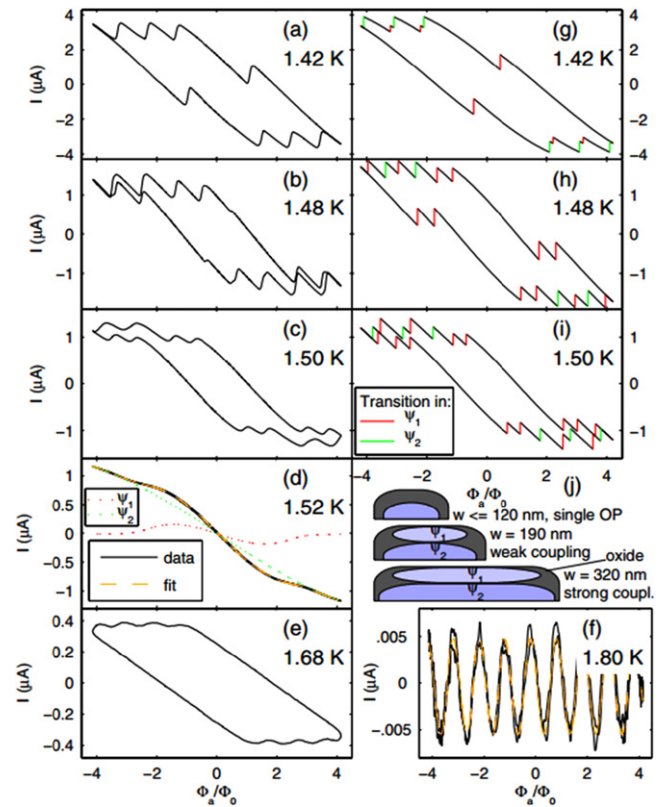 (a)
1.42 K
I (μA)
4
2
0
−2
−4
(b)
1.48 K
I (μA)
1
0
−1
(c)
1.50 K
I (μA)
1
0
−1
(d)
1.52 K
I (μA)
1
0.5
0
-0.5
-1
ψ1
ψ2
data
fit
(e)
1.68 K
I (μA)
0.4
0.2
0
−0.2
−0.4
−4 −2 0 2 4
Φa/Φ0
(g)
1.42 K
4
2
0
−2
−4
(h)
1.48 K
1
0
−1
(i)
1.50 K
1
0
−1
Transition in:
ψ1
ψ2
−4 −2 0 2 4
Φa/Φ0
(j)
w <= 120 nm, single OP
ψ1
ψ2
w = 190 nm
weak coupling
oxide
ψ1
ψ2
w = 320 nm
strong coupl.
(f)
1.80 K
I (μA)
.005
0
-.005
−4 −2 0 2 4
Φa/Φ0